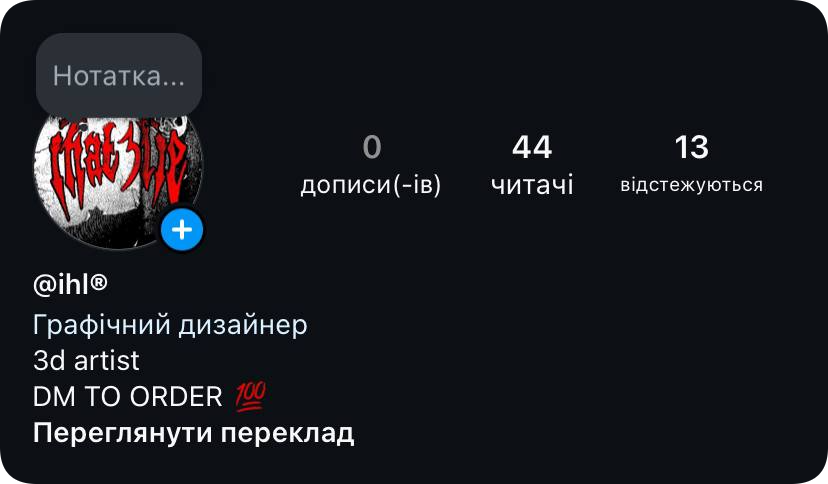 Нотатка...
0 44 13
дописи(-ів) читачі відстежуються
@ihl®
Графічний дизайнер
3d artist
DM TO ORDER 💯
Переглянути переклад